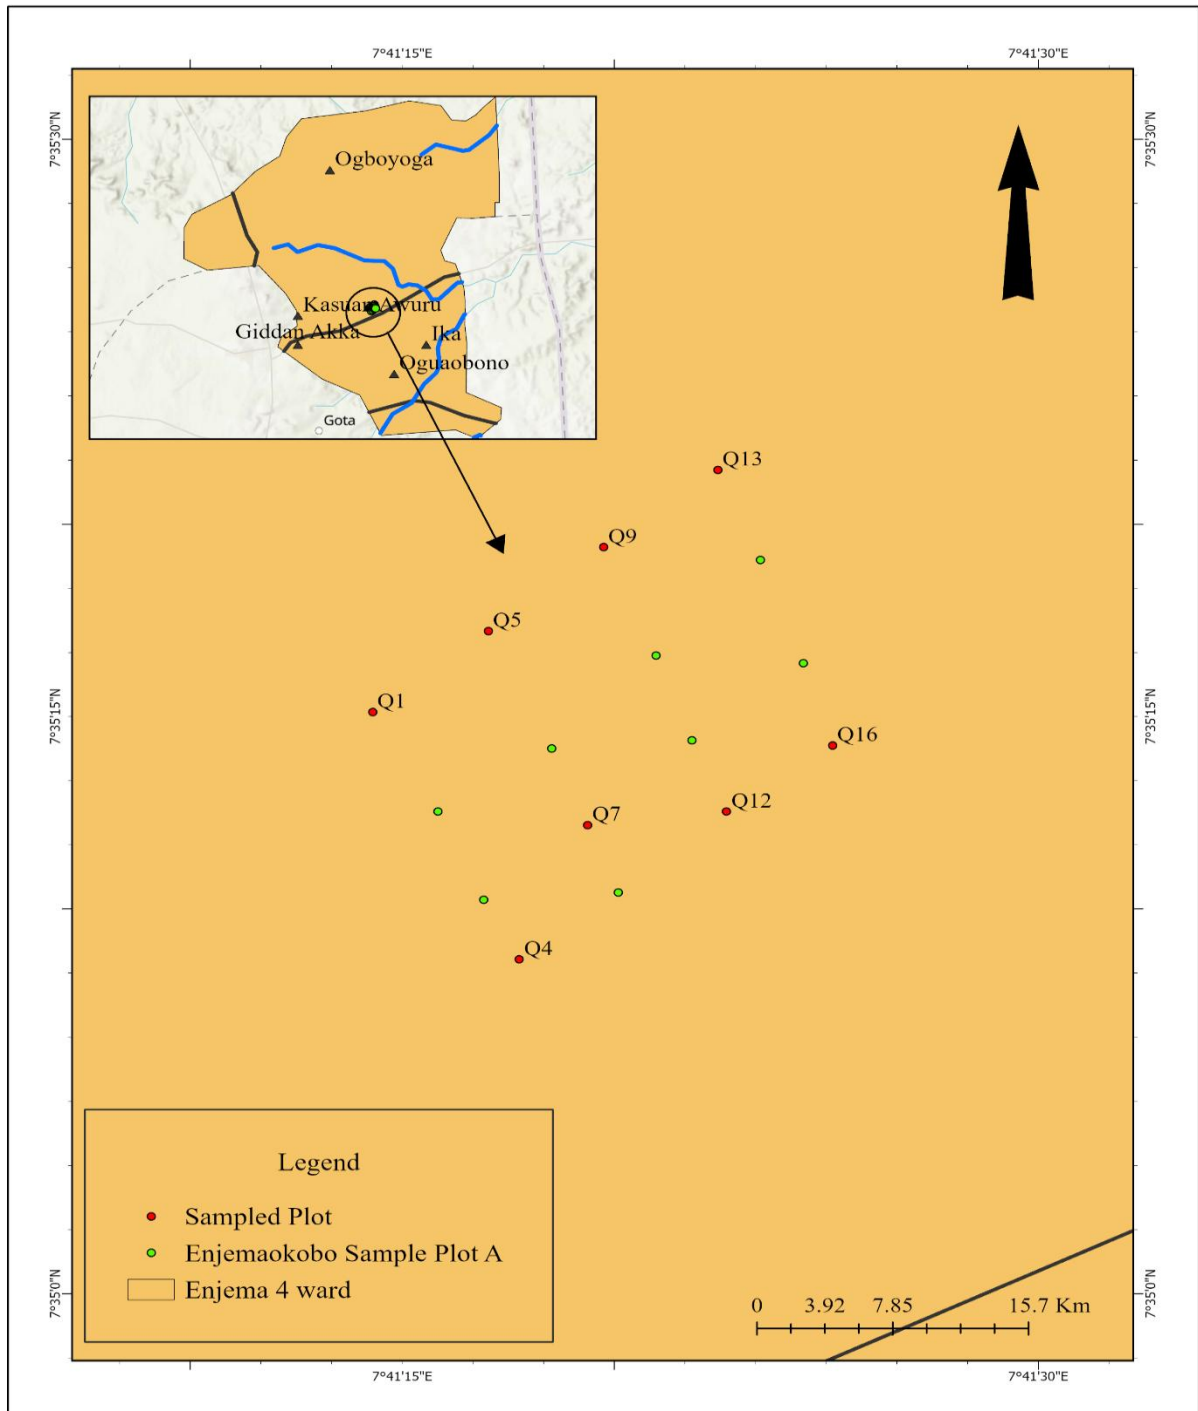 7°41'15"E
7°41'30"E
7°35'30"N
7°35'30"N
Ogboyoga
Kasuan Awuru
Giddan Akka
Ika
Oguaobono
Gota
Q13
Q9
Q5
Q1
7°35'15"N
7°35'15"N
Q16
Q7
Q12
Q4
Legend
Sampled Plot
Enjemaokobo Sample Plot A
Enjema 4 ward
7°35'0"N
7°35'0"N
0 3.92 7.85 15.7 Km
7°41'15"E
7°41'30"E